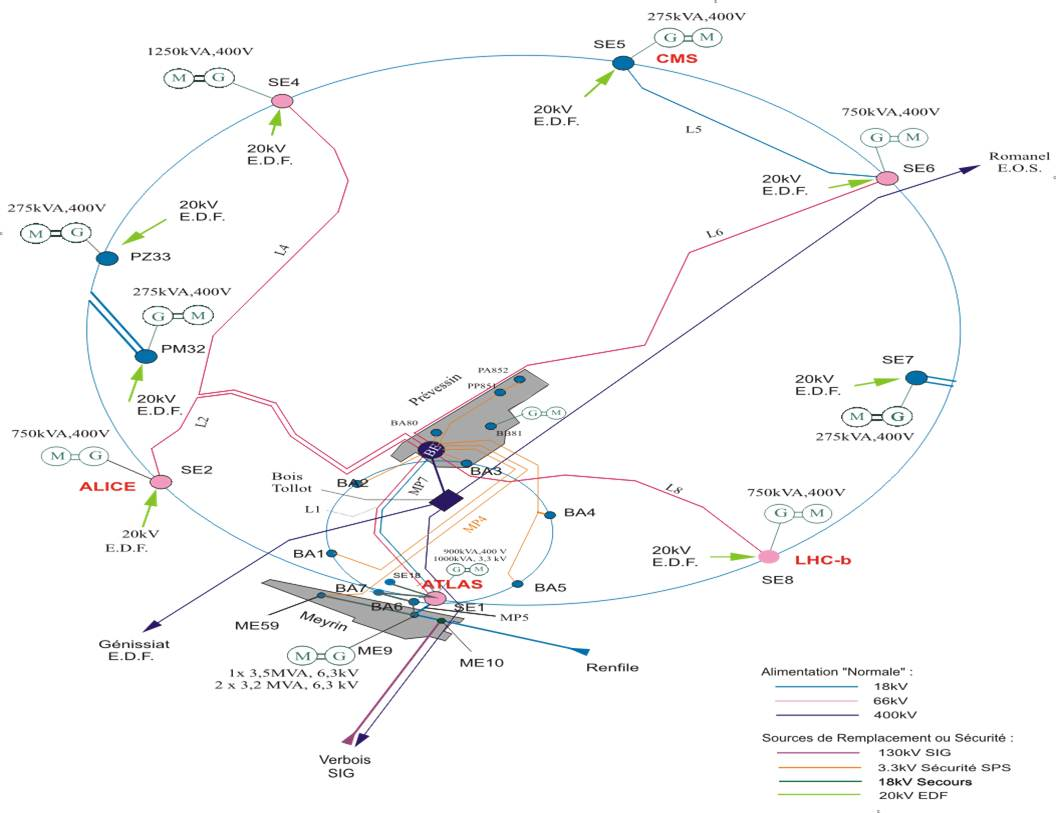 275kVA,400V
SE5
G M
CMS
1250kVA,400V
M G
SE4
20kV
E.D.F.
20kV
E.D.F.
L5
750kVA,400V
G M
SE6
20kV
E.D.F.
Romanel
E.O.S.
275kVA,400V
M G
20kV
E.D.F.
PZ33
L4
L6
275kVA,400V
G M
PM32
20kV
E.D.F.
SE7
20kV
E.D.F.
M G
275kVA,400V
PA852
PP851
Prévessin
BA80
G M
BB81
BE
L2
750kVA,400V
M G
SE2
ALICE
20kV
E.D.F.
BA3
BA2
Bois
Tollot
L1
MP7
MP4
L8
BA4
750kVA,400V
G M
20kV
E.D.F.
LHC-b
SE8
BA1
900kVA,400 V
1000kVA, 3,3 kV
G M
SE18
ATLAS
BA7
BA5
BA6
SE1
MP5
ME59
Meyrin
Génissiat
E.D.F.
M G
ME9
1x 3,5MVA, 6,3kV
2 x 3,2 MVA, 6,3 kV
ME10
Renfile
Verbois
SIG
Alimentation "Normale" :
18kV
66kV
400kV
Sources de Remplacement ou Sécurité :
130kV SIG
3.3kV Sécurité SPS
18kV Secours
20kV EDF